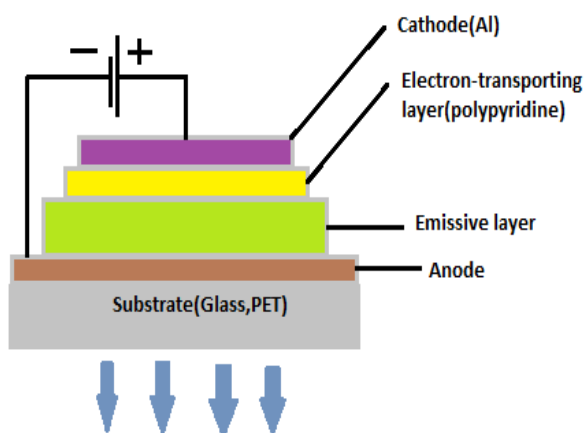 Cathode(Al)
− +
Electron-transporting
layer(polypyridine)
Emissive layer
Anode
Substrate(Glass,PET)